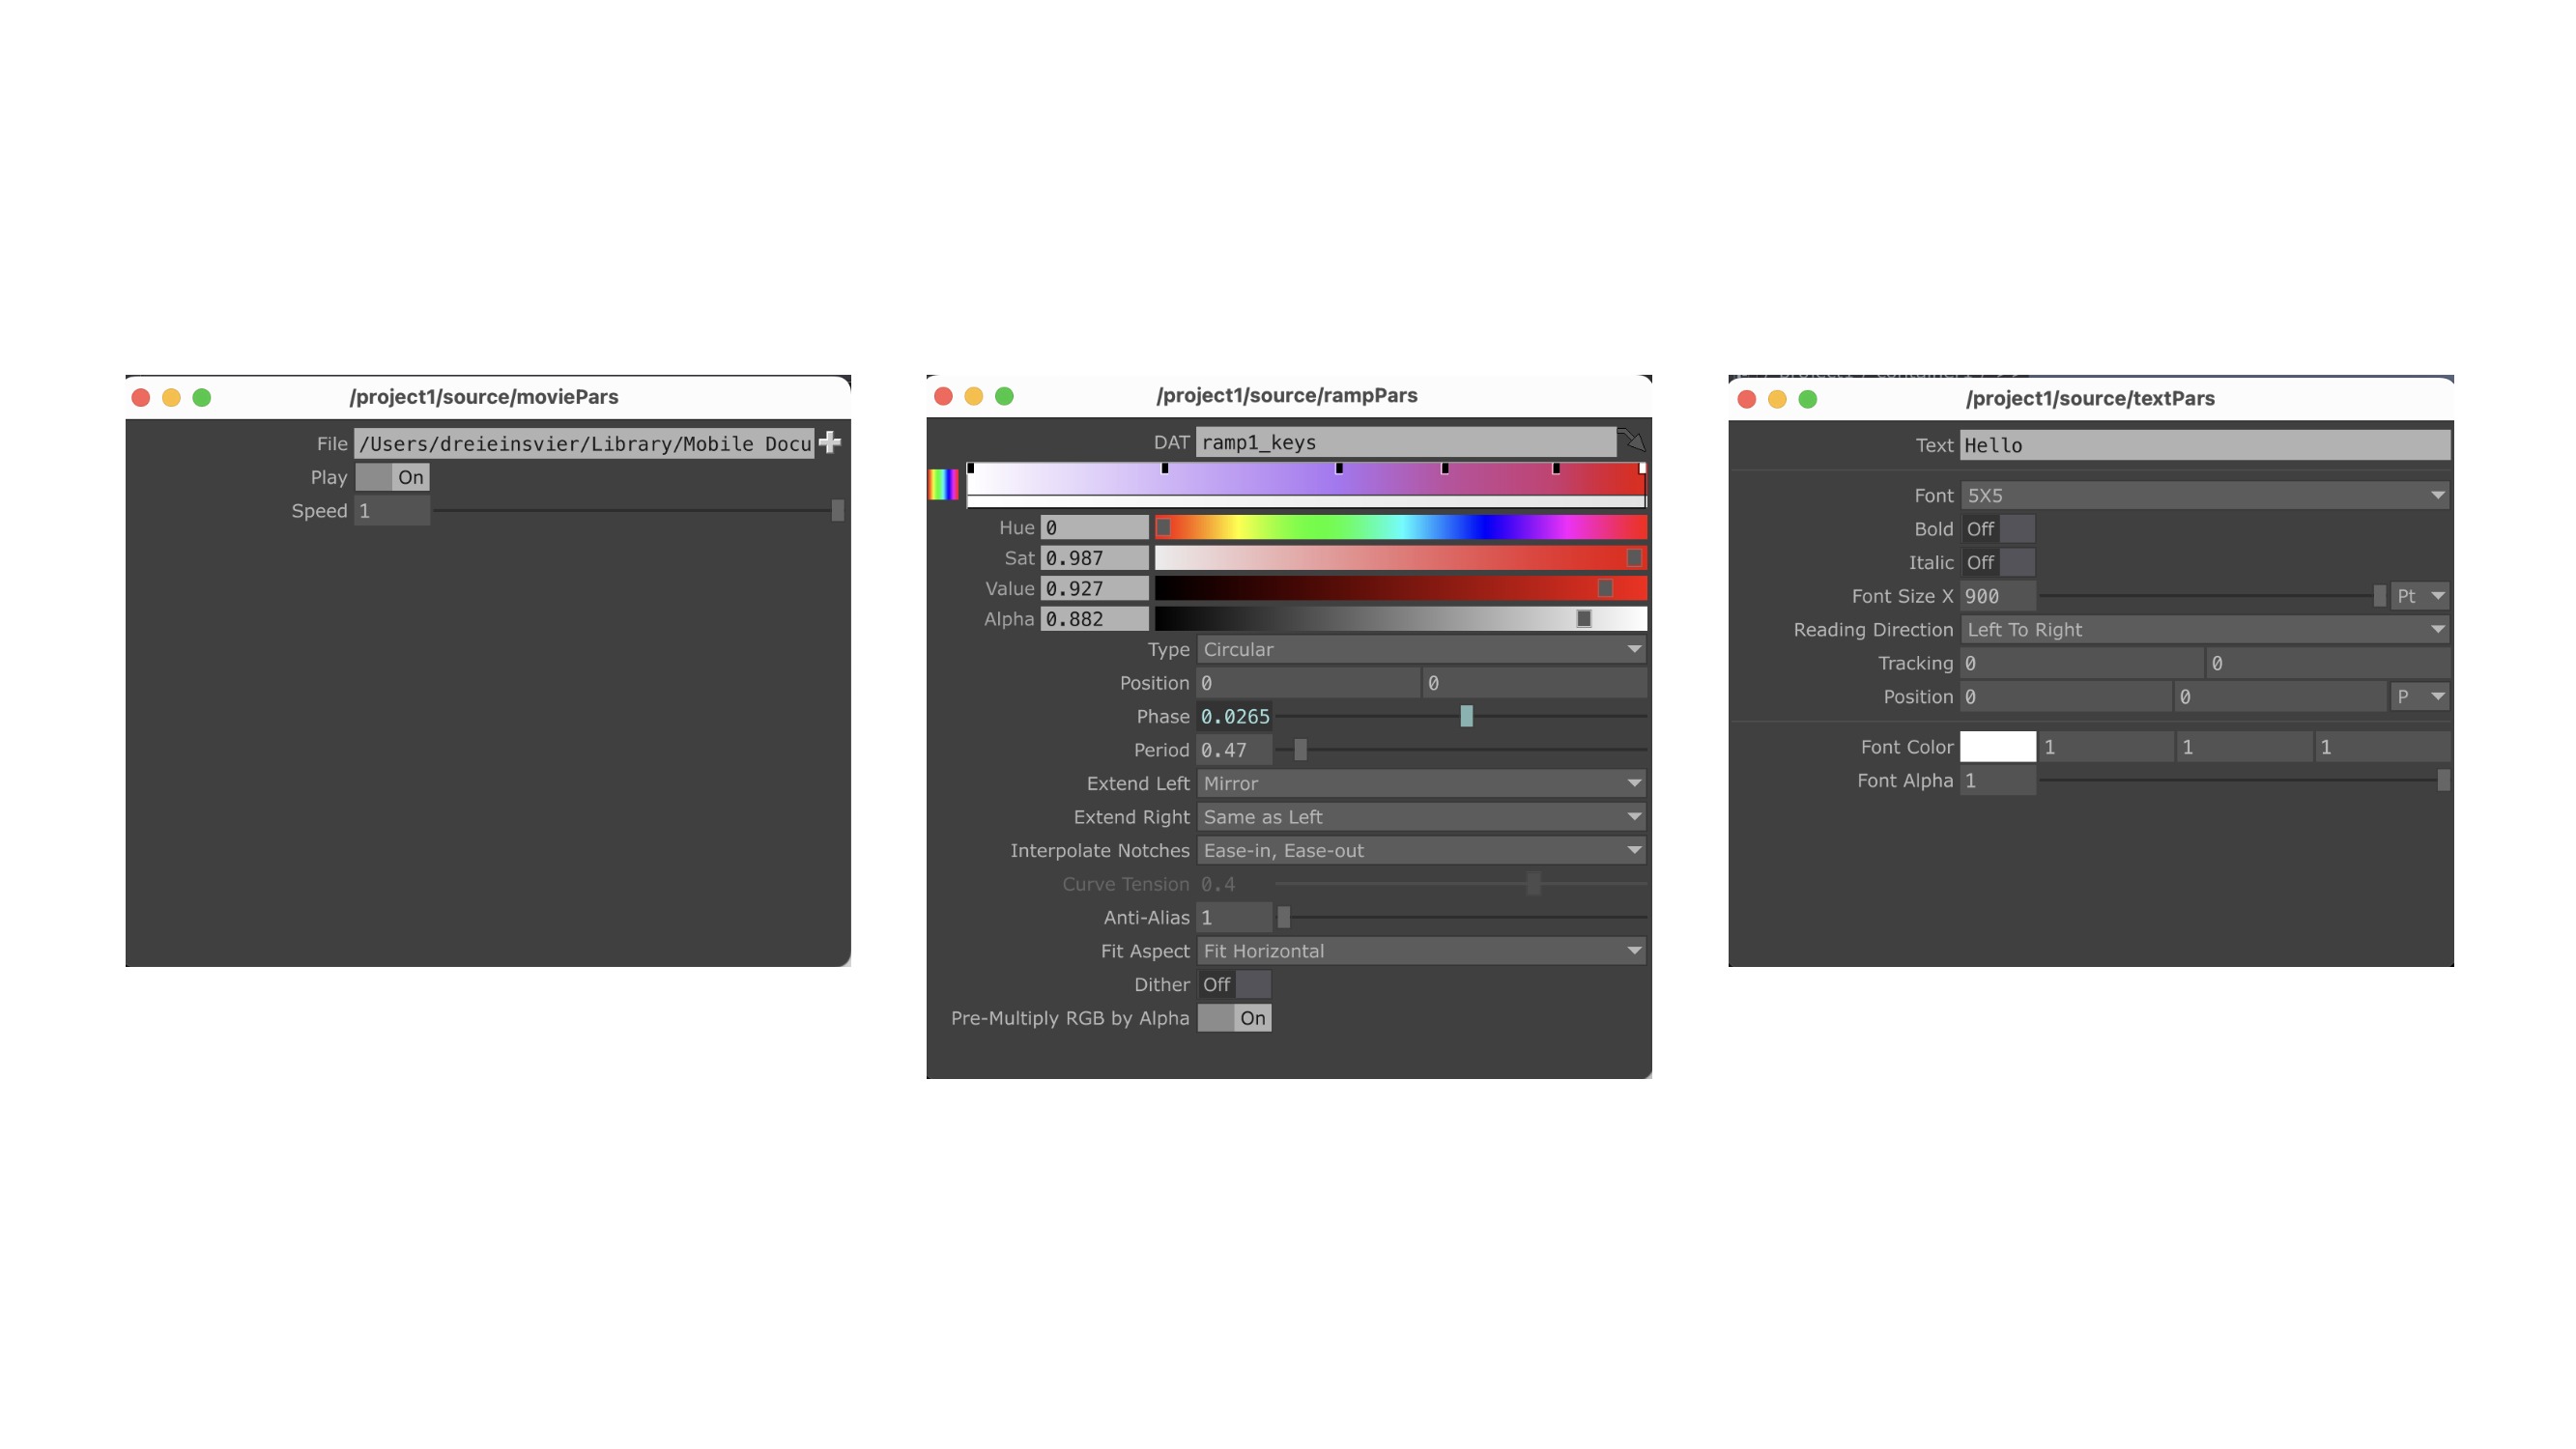 /project1/source/moviePars
File /Users/dreieinsvier/Library/Mobile Docu
Play On
Speed 1
/project1/source/rampPars
DAT ramp1_keys
Hue 0
Sat 0.987
Value 0.927
Alpha 0.882
Type Circular
Position 0 0
Phase 0.0265
Period 0.47
Extend Left Mirror
Extend Right Same as Left
Interpolate Notches Ease-in, Ease-out
Curve Tension 0.4
Anti-Alias 1
Fit Aspect Fit Horizontal
Dither Off
Pre-Multiply RGB by Alpha On
/project1/source/textPars
Text Hello
Font 5X5
Bold Off
Italic Off
Font Size X 900 Pt
Reading Direction Left To Right
Tracking 0 0
Position 0 0 P
Font Color 1 1 1
Font Alpha 1